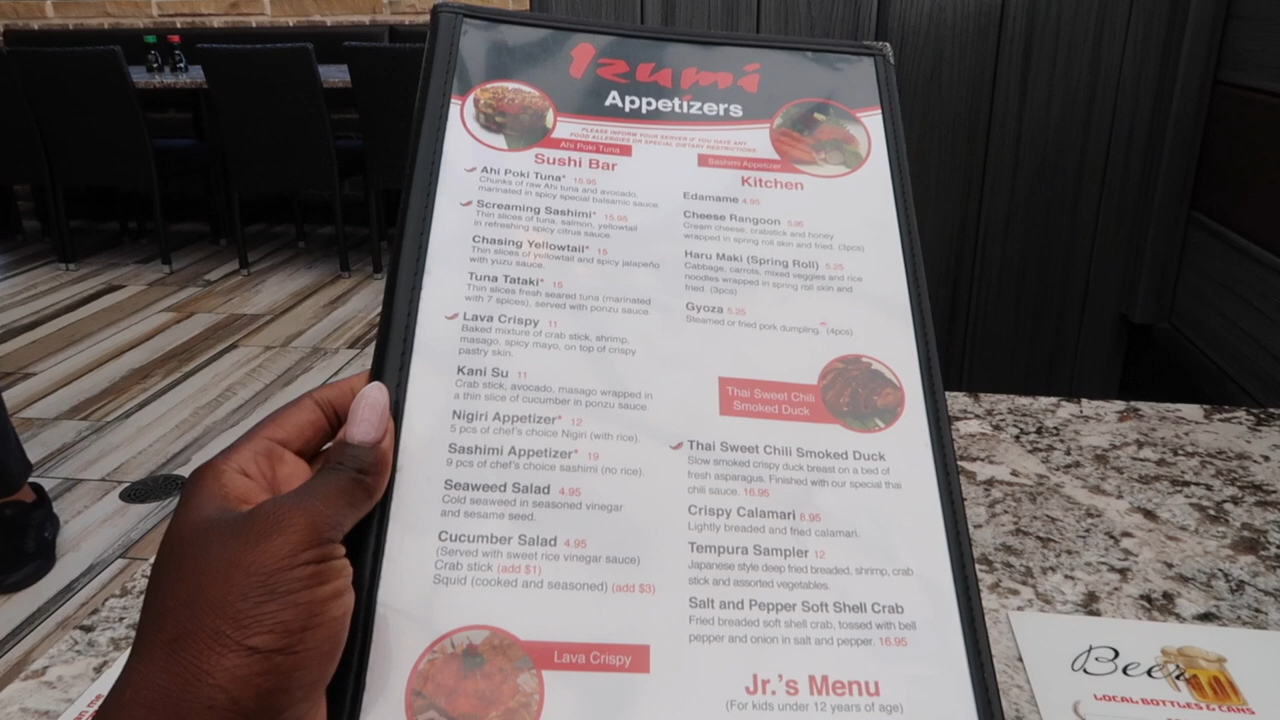 Izumi
Appetizers
PLEASE INFORM YOUR SERVER IF YOU HAVE ANY
FOOD ALLERGIES OR SPECIAL DIETARY RESTRICTIONS
Ahi Poki Tuna
Sushi Bar
Ahi Poki Tuna* 15.95
Chunks of raw Ahi tuna and avocado,
marinated in spicy special balsamic sauce.
Screaming Sashimi* 15.95
Thin slices of tuna, salmon, yellowtail
in refreshing spicy citrus sauce.
Chasing Yellowtail* 15
Thin slices of yellowtail and spicy jalapeño
with yuzu sauce.
Tuna Tataki* 15
Thin slices fresh seared tuna (marinated
with 7 spices), served with ponzu sauce.
Lava Crispy 11
Baked mixture of crab stick, shrimp,
masago, spicy mayo, on top of crispy
pastry skin.
Kani Su 11
Crab stick, avocado, masago wrapped in
a thin slice of cucumber in ponzu sauce.
Nigiri Appetizer* 12
5 pcs of chef's choice Nigiri (with rice).
Sashimi Appetizer* 19
9 pcs of chef's choice sashimi (no rice).
Seaweed Salad 4.95
Cold seaweed in seasoned vinegar
and sesame seed.
Cucumber Salad 4.95
(Served with sweet rice vinegar sauce)
Crab stick (add $1)
Squid (cooked and seasoned) (add $3)
Lava Crispy
Sashimi Appetizer
Kitchen
Edamame 4.95
Cheese Rangoon 5.95
Cream cheese, crabstick and honey
wrapped in spring roll skin and fried. (3pcs)
Haru Maki (Spring Roll) 5.25
Cabbage, carrots, mixed veggies and rice
noodles wrapped in spring roll skin and
fried. (3pcs)
Gyoza 5.25
Steamed or fried pork dumpling. (4pcs)
Thai Sweet Chili
Smoked Duck
Thai Sweet Chili Smoked Duck
Slow smoked crispy duck breast on a bed of
fresh asparagus. Finished with our special thai
chili sauce. 16.95
Crispy Calamari 8.95
Lightly breaded and fried calamari.
Tempura Sampler 12
Japanese style deep fried breaded, shrimp, crab
stick and assorted vegetables.
Salt and Pepper Soft Shell Crab
Fried breaded soft shell crab, tossed with bell
pepper and onion in salt and pepper. 16.95
Jr.'s Menu
(For kids under 12 years of age)
Beer
LOCAL BOTTLES & CANS